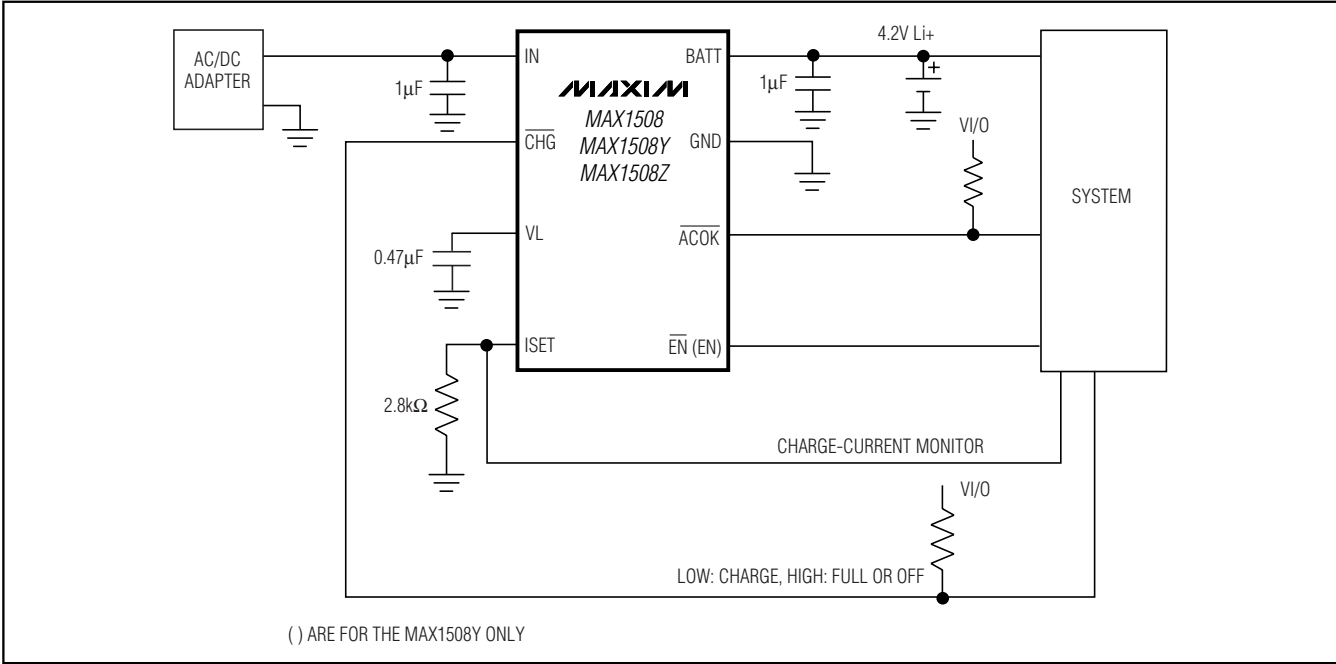 AC/DC
ADAPTER
1µF
IN
CHG
VL
0.47µF
ISET
2.8kΩ
MAXIM
MAX1508
MAX1508Y
MAX1508Z
BATT
GND
ACOK
EN (EN)
1µF
4.2V Li+
+
VI/O
SYSTEM
CHARGE-CURRENT MONITOR
VI/O
LOW: CHARGE, HIGH: FULL OR OFF
( ) ARE FOR THE MAX1508Y ONLY